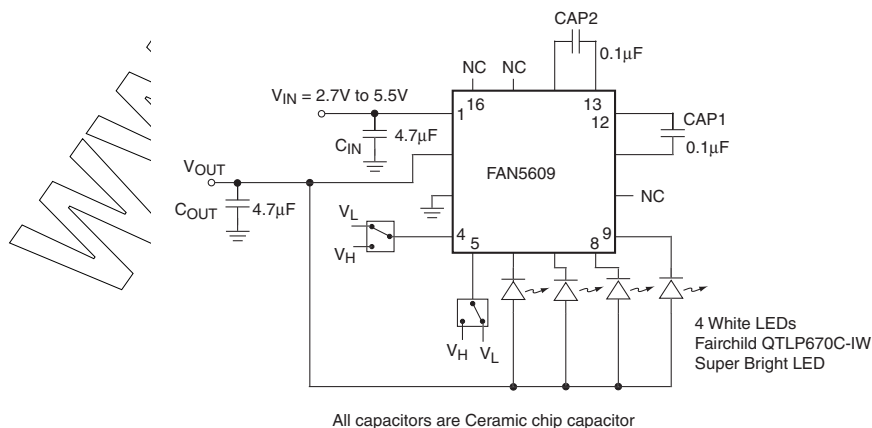 CAP2
0.1µF
NC NC
VIN = 2.7V to 5.5V
16
13
1
12
CAP1
CIN
4.7µF
0.1µF
VOUT
FAN5609
COUT
4.7µF
NC
VL
4
9
5
8
VH
VH VL
4 White LEDs
Fairchild QTLP670C-IW
Super Bright LED
All capacitors are Ceramic chip capacitor